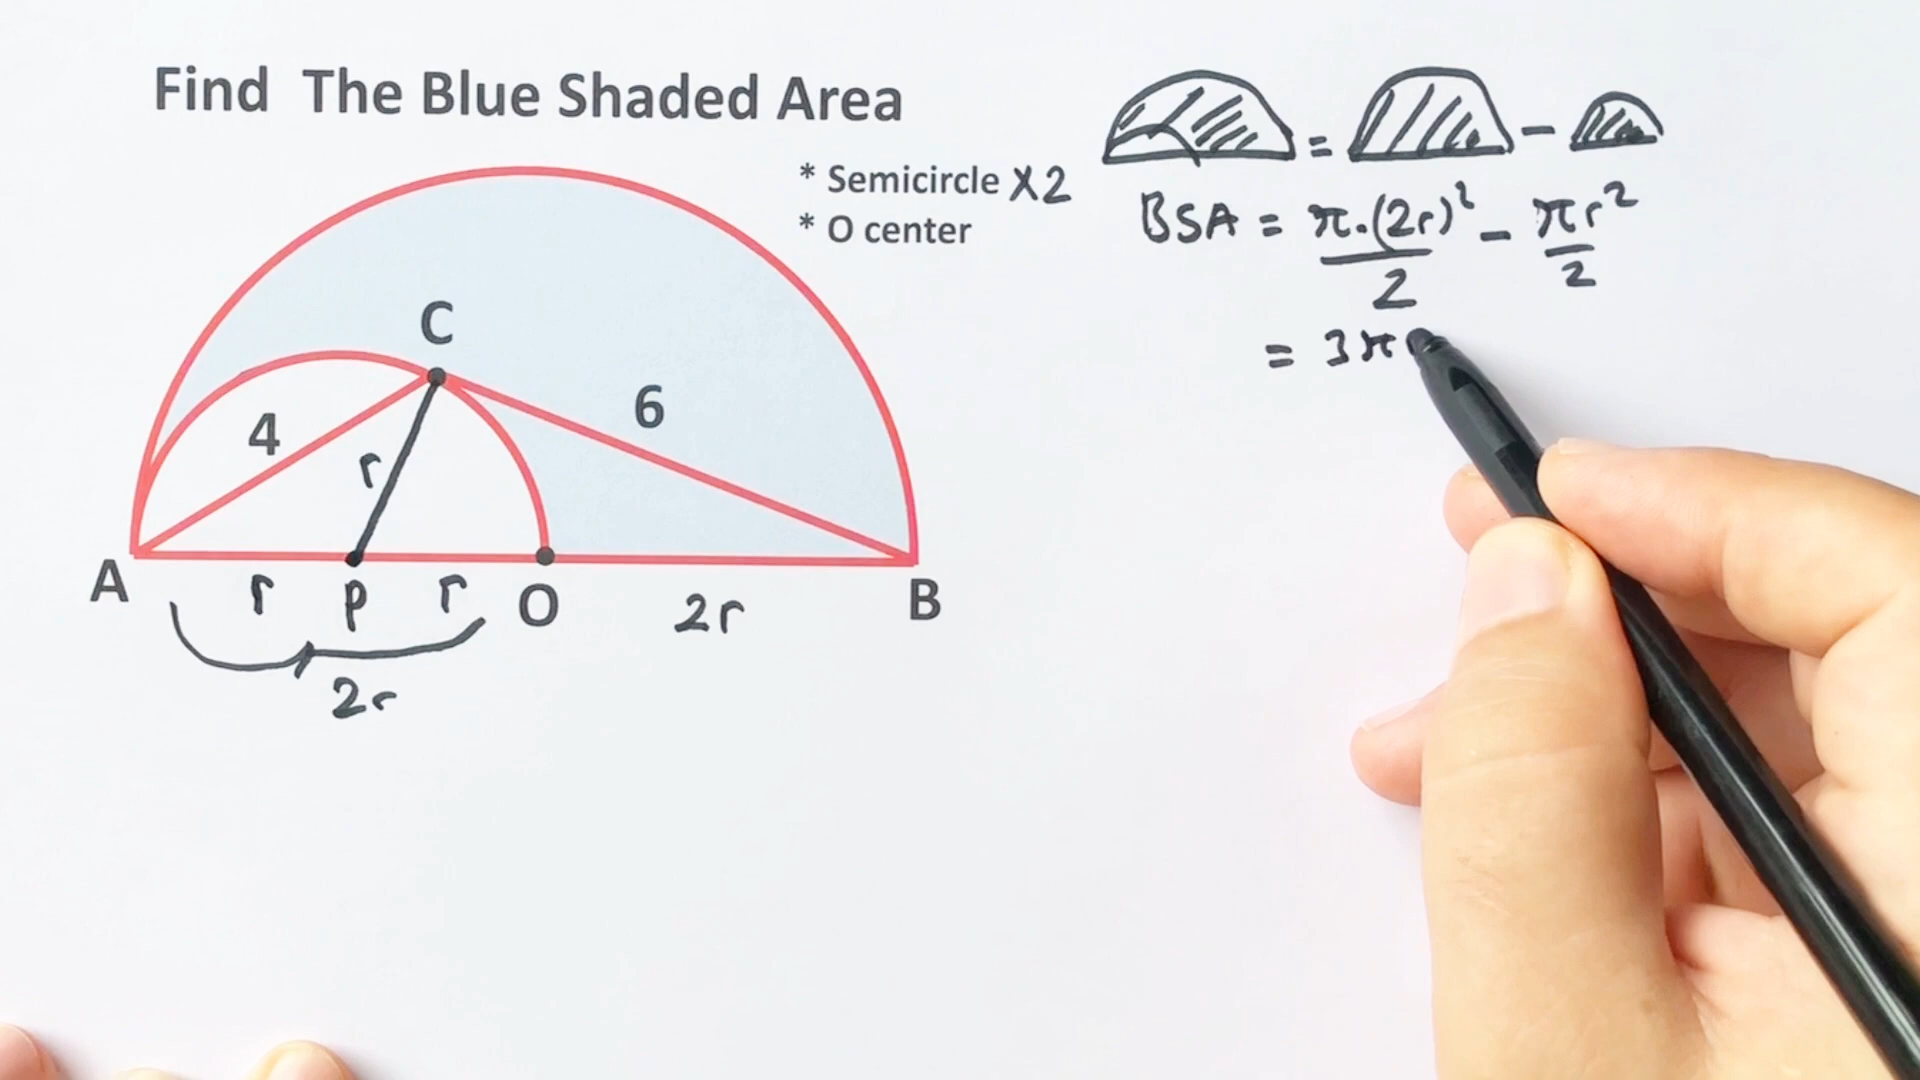 Find The Blue Shaded Area
* Semicircle X2
* O center
C
4
6
r
A
r
P
r
O
2r
B
2r
= -
BSA = π.(2r)²/2 - πr²/2
= 3π